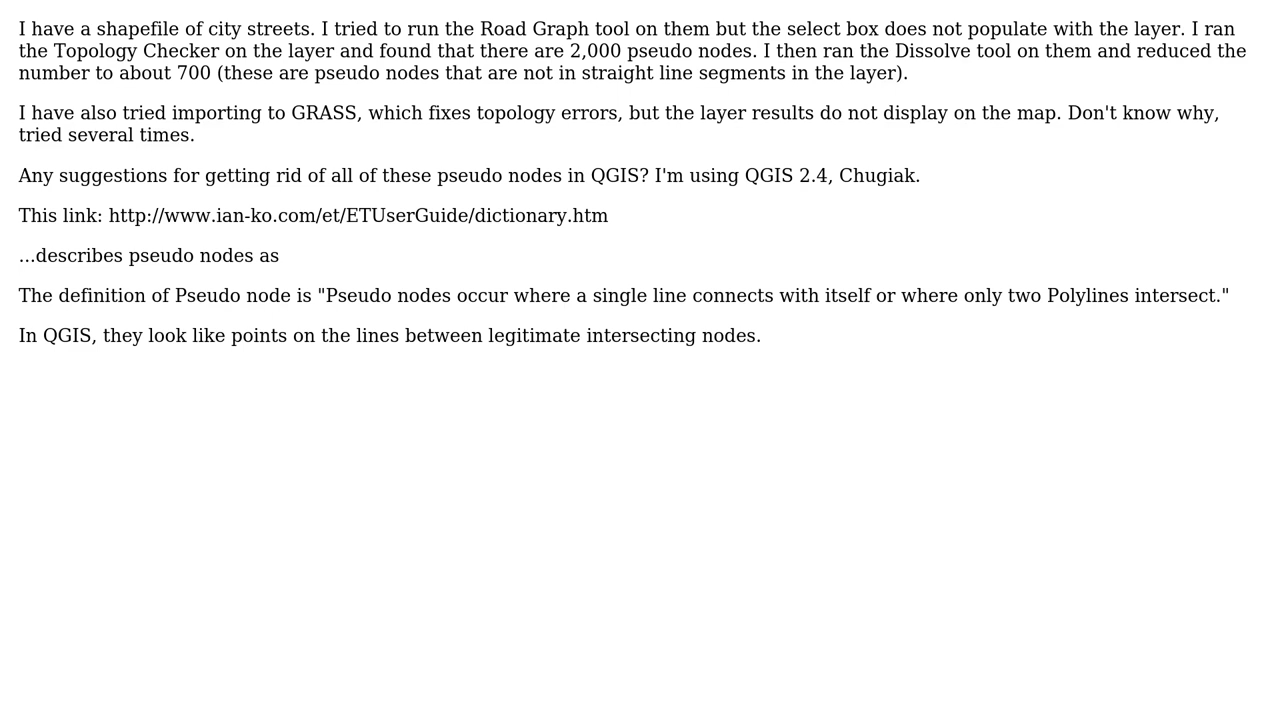 I have a shapefile of city streets. I tried to run the Road Graph tool on them but the select box does not populate with the layer. I ran
the Topology Checker on the layer and found that there are 2,000 pseudo nodes. I then ran the Dissolve tool on them and reduced the
number to about 700 (these are pseudo nodes that are not in straight line segments in the layer).
I have also tried importing to GRASS, which fixes topology errors, but the layer results do not display on the map. Don't know why,
tried several times.
Any suggestions for getting rid of all of these pseudo nodes in QGIS? I'm using QGIS 2.4, Chugiak.
This link: http://www.ian-ko.com/et/ETUserGuide/dictionary.htm
...describes pseudo nodes as
The definition of Pseudo node is "Pseudo nodes occur where a single line connects with itself or where only two Polylines intersect."
In QGIS, they look like points on the lines between legitimate intersecting nodes.